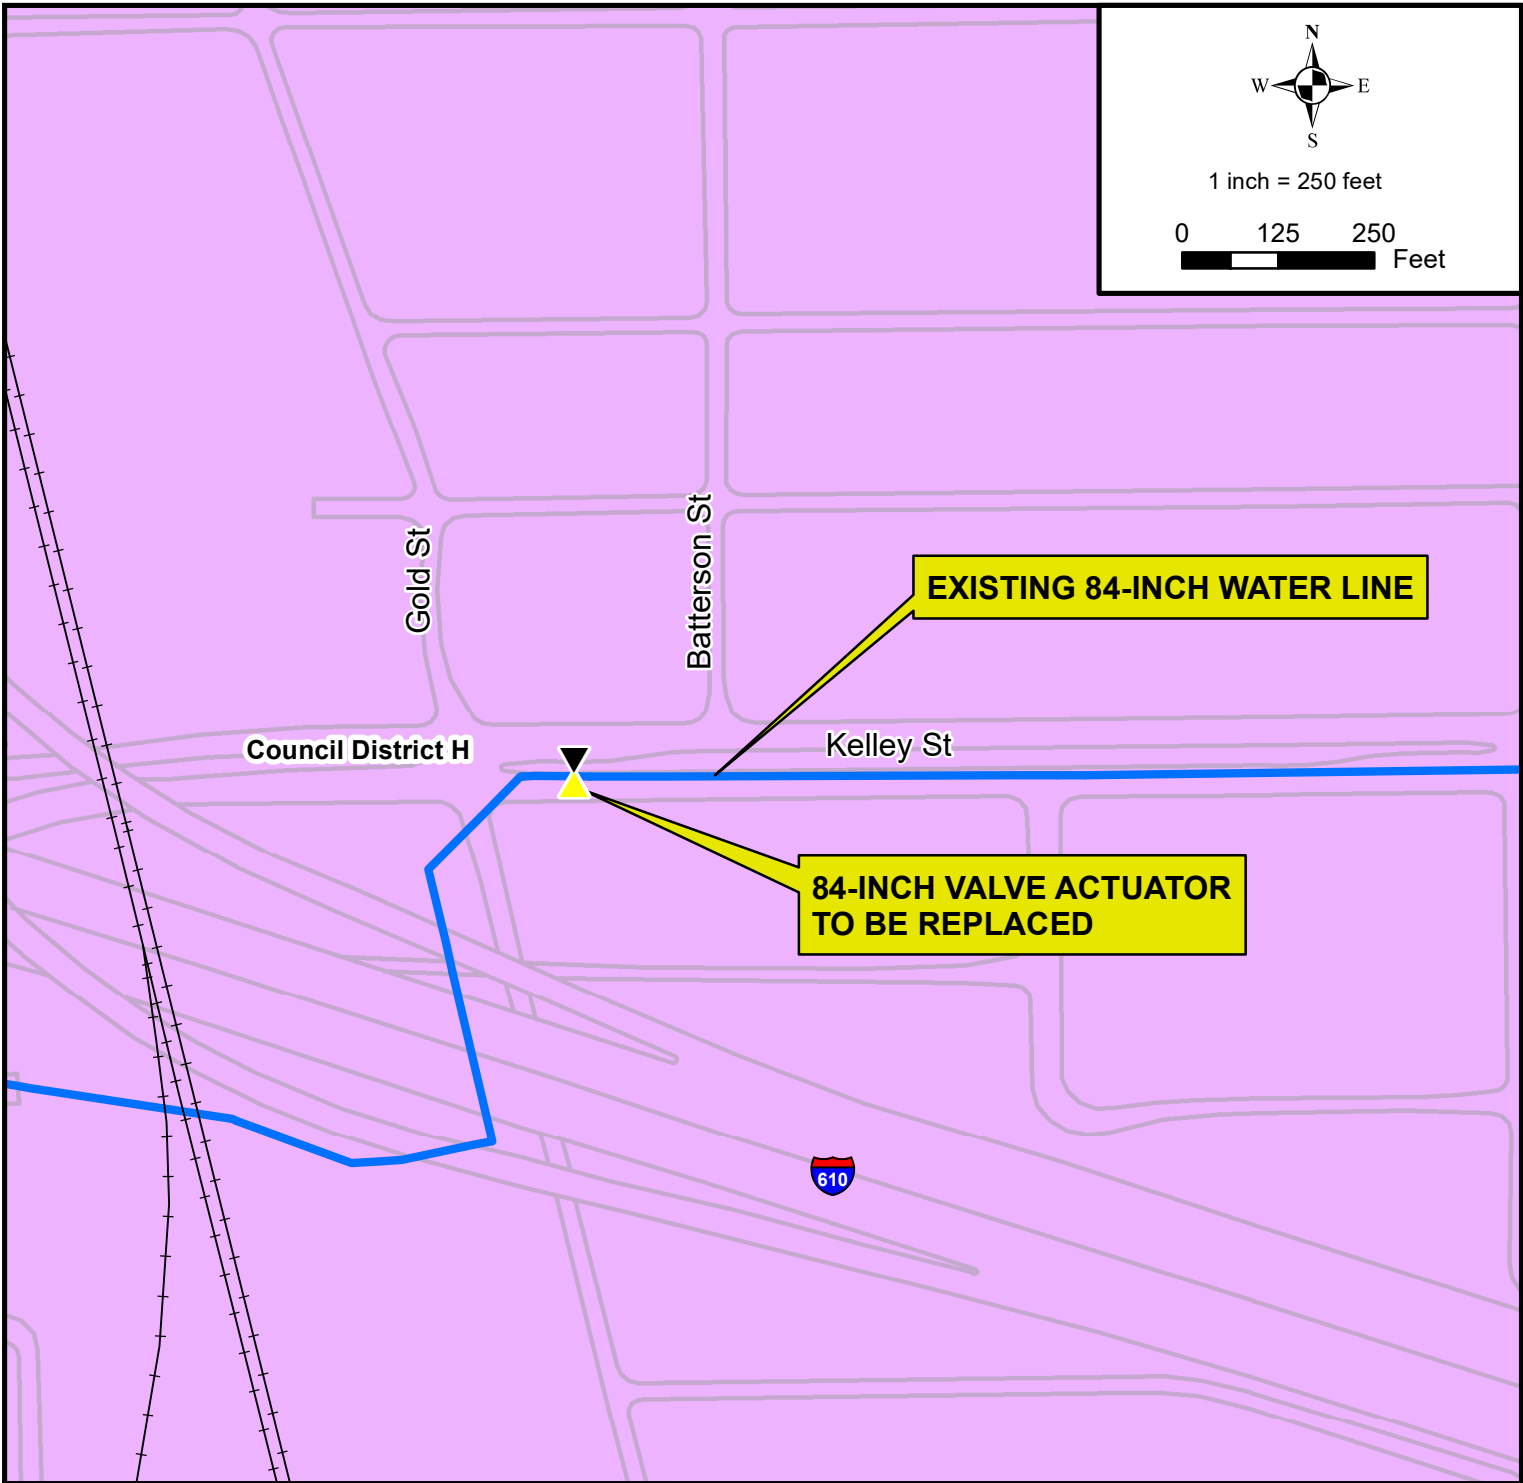 N
W E
S
1 inch = 250 feet
0 125 250
Feet
Gold St
Batterson St
EXISTING 84-INCH WATER LINE
Council District H
Kelley St
84-INCH VALVE ACTUATOR
TO BE REPLACED
610